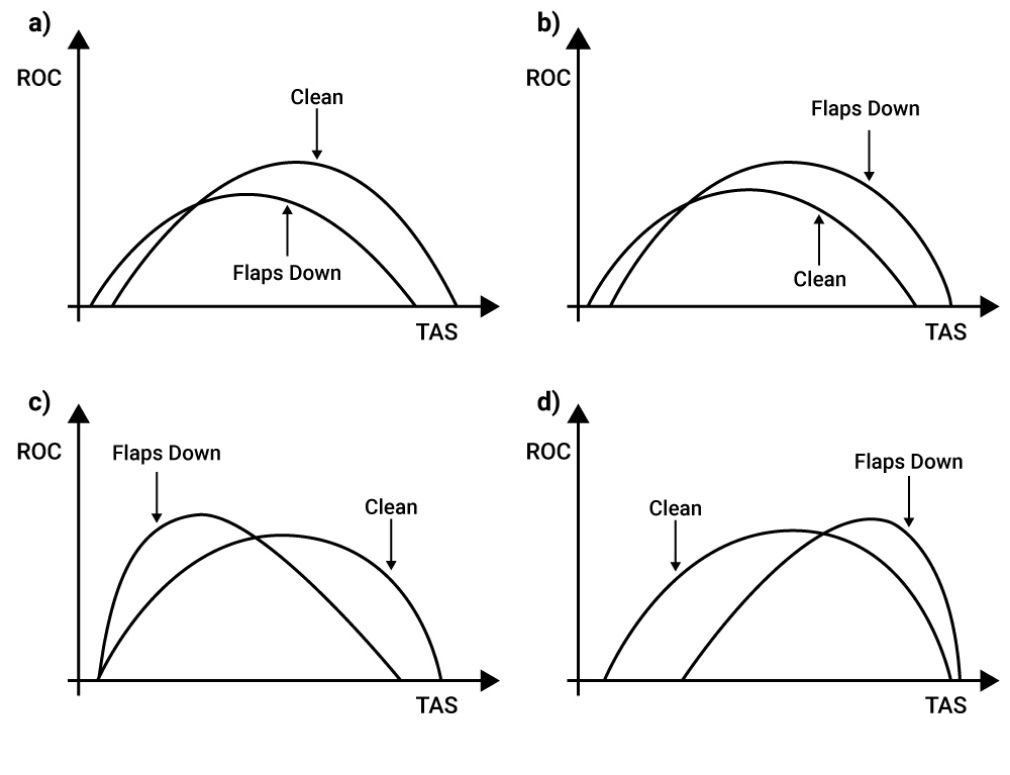 a)
ROC
Clean
Flaps Down
TAS
b)
ROC
Flaps Down
Clean
TAS
c)
ROC
Flaps Down
Clean
TAS
d)
ROC
Flaps Down
Clean
TAS